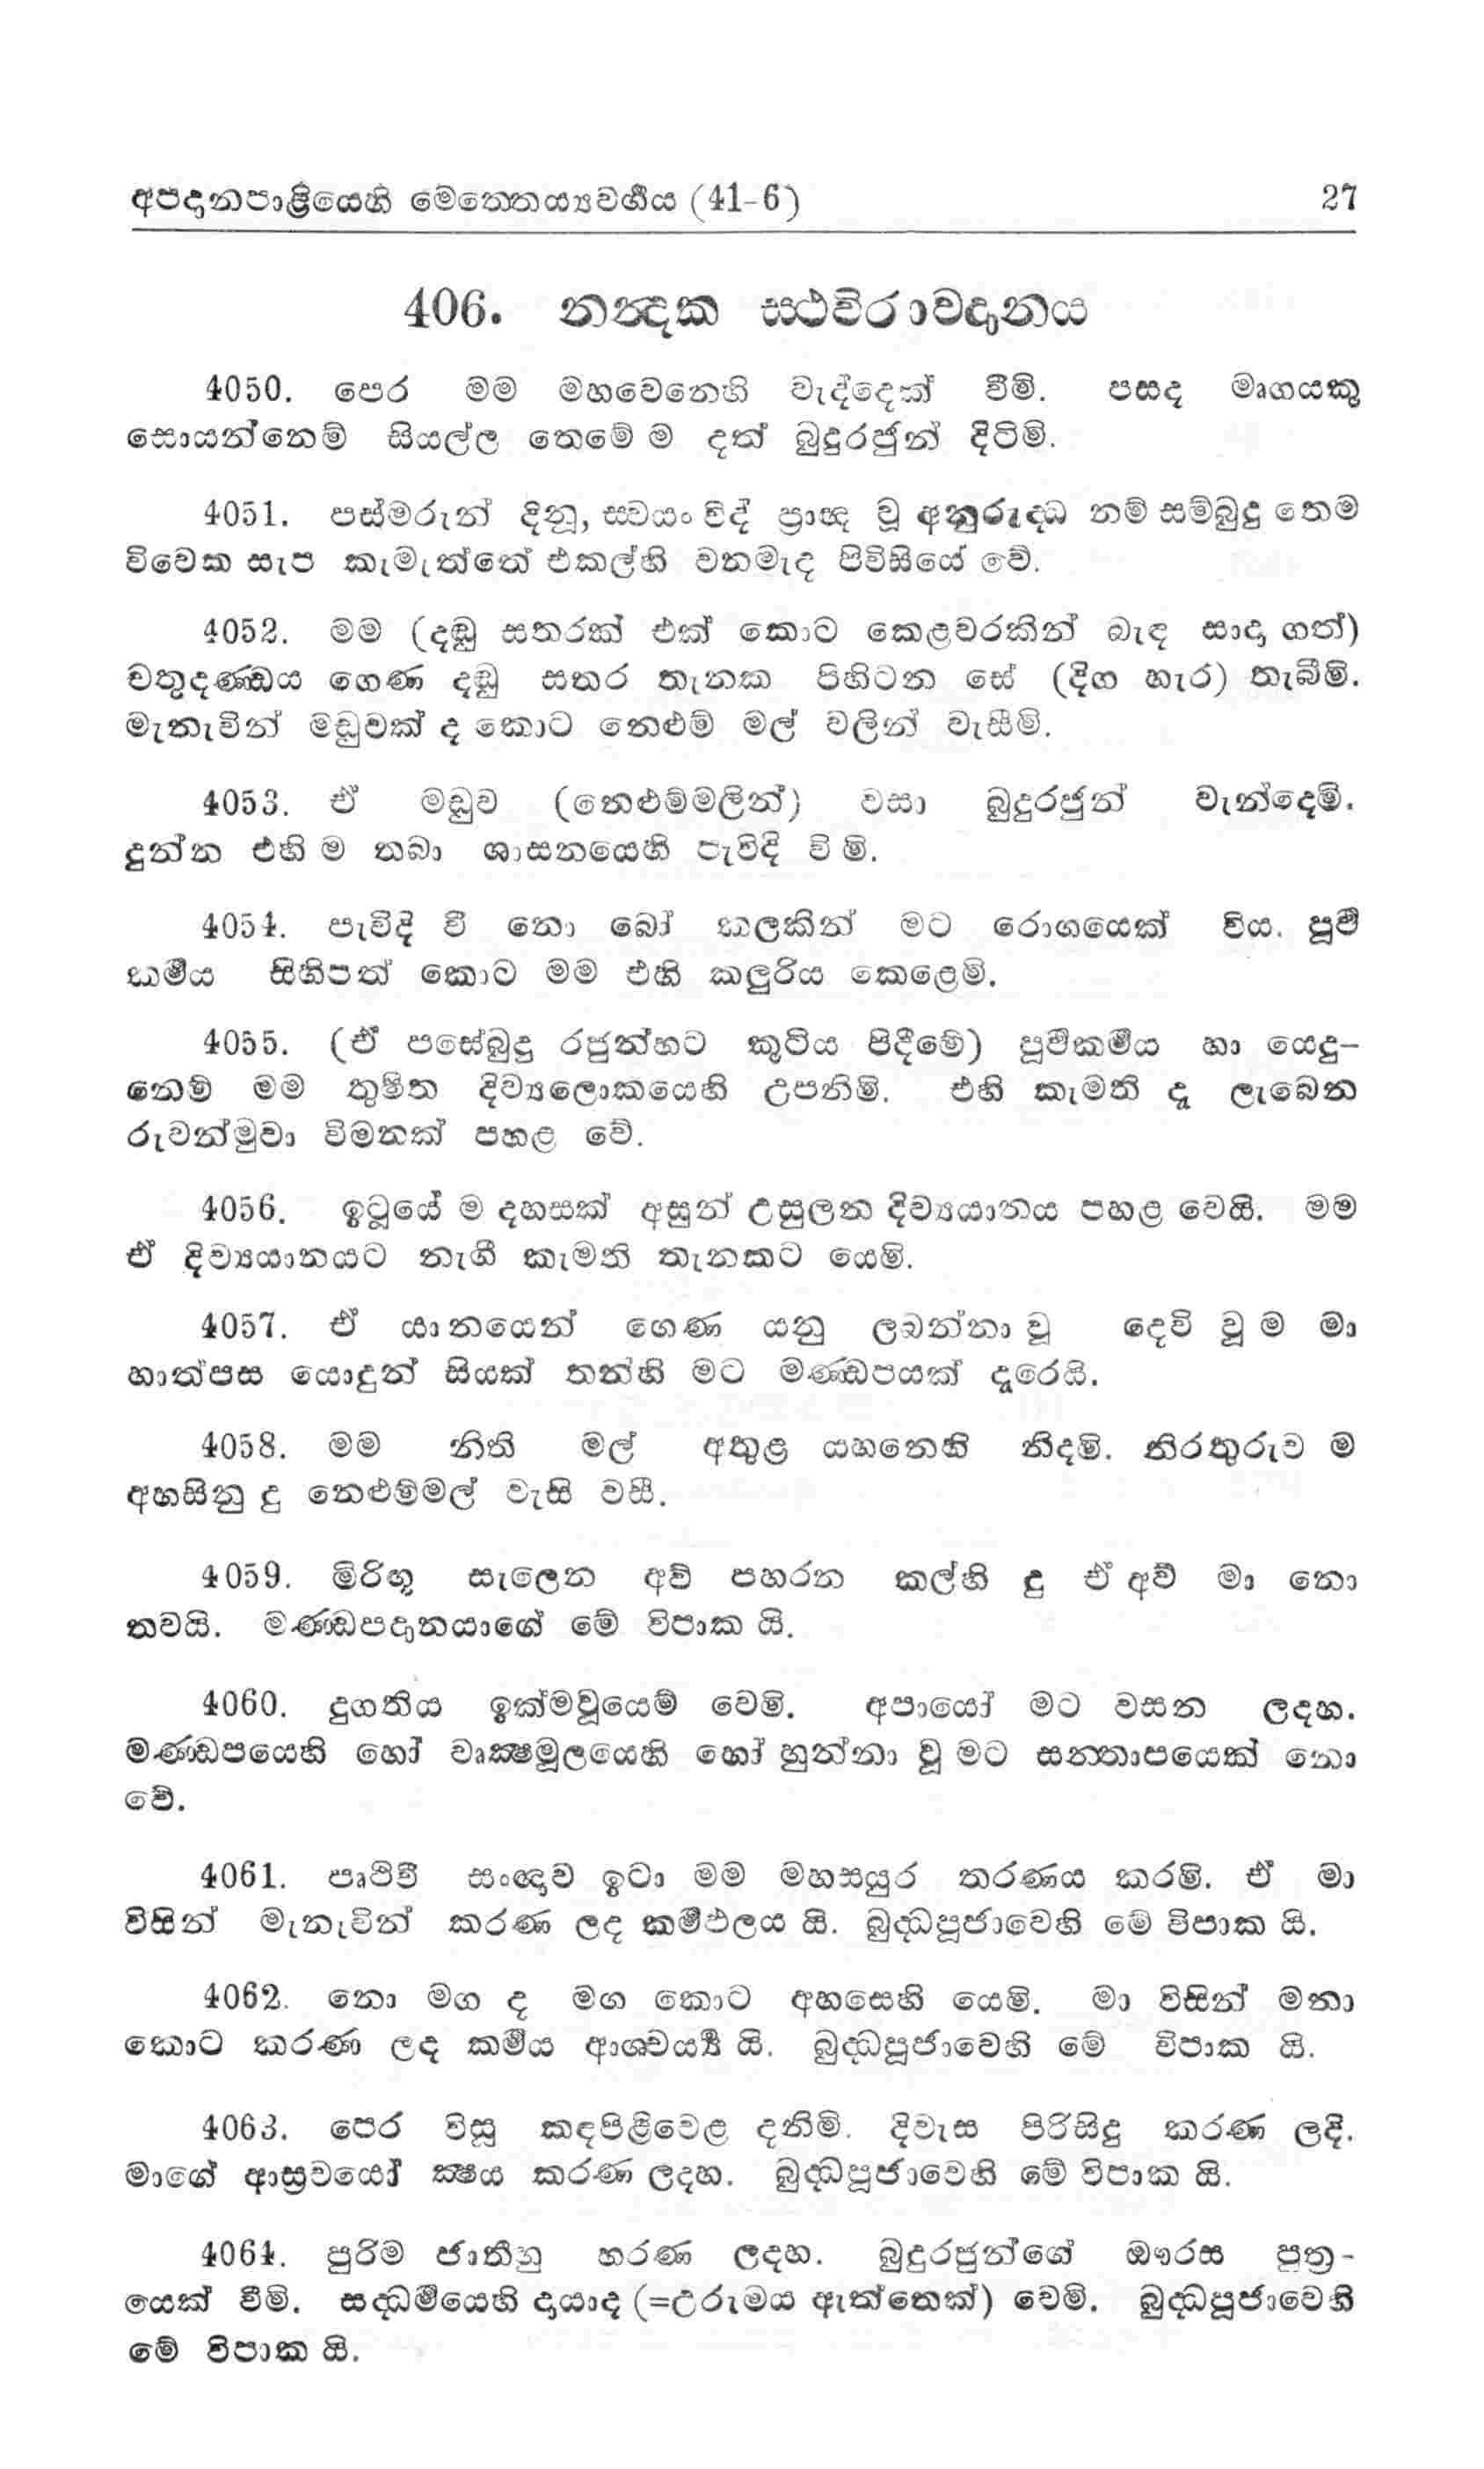 අපදානපාළියෙහි මෙත්තෙය්‍යවර්‍ගය (41-6) 27
406. නන්‍දක ස්ථවිරාවදානය
4050. පෙර මම මහවෙනෙහි වැද්දෙක් වීමි. පසද මෘගයකු
සොයන්නෙම් සියල්ල තෙමේ ම දත් බුදුරජුන් දිටිමි.
4051. පස්මරුන් දිනූ, ස්වයං විද් ප්‍රාඥ වූ අනුරුද්ධ නම් සම්බුදු තෙම
විවෙක සැප කැමැත්තේ එකල්හි වනමැද පිවිසියේ වේ.
4052. මම (දඬු සතරක් එක් කොට කෙළවරකින් බැඳ සාදා ගත්)
චතුදණ්ඩය ගෙණ දඬු සතර තැනක පිහිටන සේ (දිග හැර) තැබීමි.
මැනැවින් මඩුවක් ද කොට නෙළුම් මල් වලින් වැසීමි.
4053. ඒ මඩුව (නෙළුම්මලින්) වසා බුදුරජුන් වැන්දෙමි.
දුන්න එහි ම තබා ශාසනයෙහි පැවිදි වි මි.
4054. පැවිදි වී නො බෝ කලකින් මට රොගයෙක් විය. පූර්‍ව
කර්‍මය සිහිපත් කොට මම එහි කලුරිය කෙළෙමි.
4055. (ඒ පසේබුදු රජුන්හට කුටිය පිදීමේ) පූර්‍වකර්‍මය හා යෙදු-
නෙම් මම තුෂිත දිව්‍යලොකයෙහි උපනිමි. එහි කැමති දෑ ලැබෙන
රුවන්මුවා විමනක් පහළ වේ.
4056. ඉටූයේ ම දහසක් අසුන් උසුලන දිව්‍යයානය පහළ වෙයි. මම
ඒ දිව්‍යයානයට නැගී කැමති තැනකට යෙමි.
4057. ඒ යානයෙන් ගෙණ යනු ලබන්නා වූ දෙවි වූ ම මා
හාත්පස යොදුන් සියක් තන්හි මට මණ්ඩපයක් දූරෙයි.
4058. මම නිති මල් අතුළ යහනෙහි නිදමි. නිරතුරුව ම
අහසිනු දු නෙළුම්මල් වැසි වසී.
4059. මිරිඟු සැලෙන අව් පහරන කල්හි දු ඒ අව් මා නො
තවයි. මණ්ඩපදානයාගේ මේ විපාක යි.
4060. දුගතිය ඉක්මවූයෙම් වෙමි. අපායෝ මට වසන ලදහ.
මණ්ඩපයෙහි හෝ වෘක්‍ෂමූලයෙහි හෝ හුන්නා වූ මට සන්තාපයෙක් නො
වේ.
4061. පෘථිවී සංඥාව ඉටා මම මහසයුර තරණය කරමි. ඒ මා
විසින් මැනැවින් කරණ ලද කර්‍මඵලය යි. බුද්ධපූජාවෙහි මේ විපාක යි.
4062. නො මග ද මග කොට අහසෙහි යෙමි. මා විසින් මනා
කොට කරණ ලද කර්‍මය ආශ්චර්‍ය්‍ය යි. බුද්ධපූජාවෙහි මේ විපාක යි.
4063. පෙර විසූ කඳපිළිවෙළ දනිමි. දිවැස පිරිසිදු කරණ ලදි.
මාගේ ආස්‍රවයෝ ක්‍ෂය කරණ ලදහ. බුද්ධපූජාවෙහි මේ විපාක යි.
4064. පුරිම ජාතීහු හරණ ලදහ. බුදුරජුන්ගේ ඖරස පුත්‍ර-
යෙක් වීමි. සද්ධර්‍මයෙහි දායාද (=උරුමය ඇත්තෙක්) වෙමි. බුද්ධපූජාවෙහි
මේ විපාක යි.